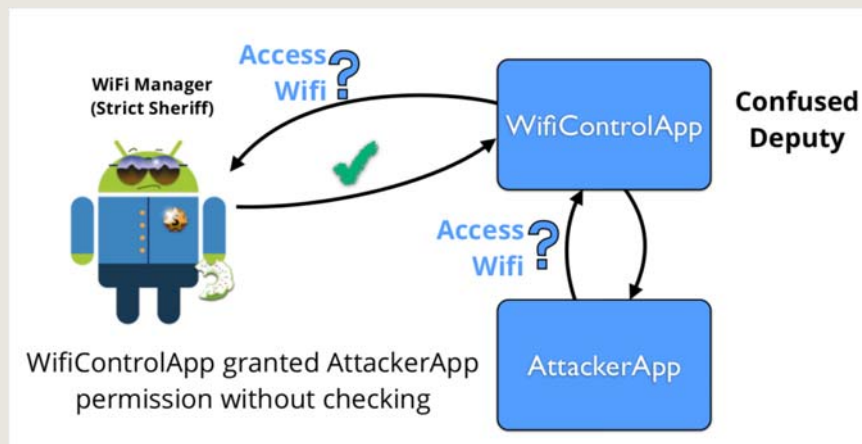 Access
Wifi ?
WiFi Manager
(Strict Sheriff)
WifiControlApp
Confused
Deputy
Access
Wifi ?
AttackerApp
WifiControlApp granted AttackerApp
permission without checking